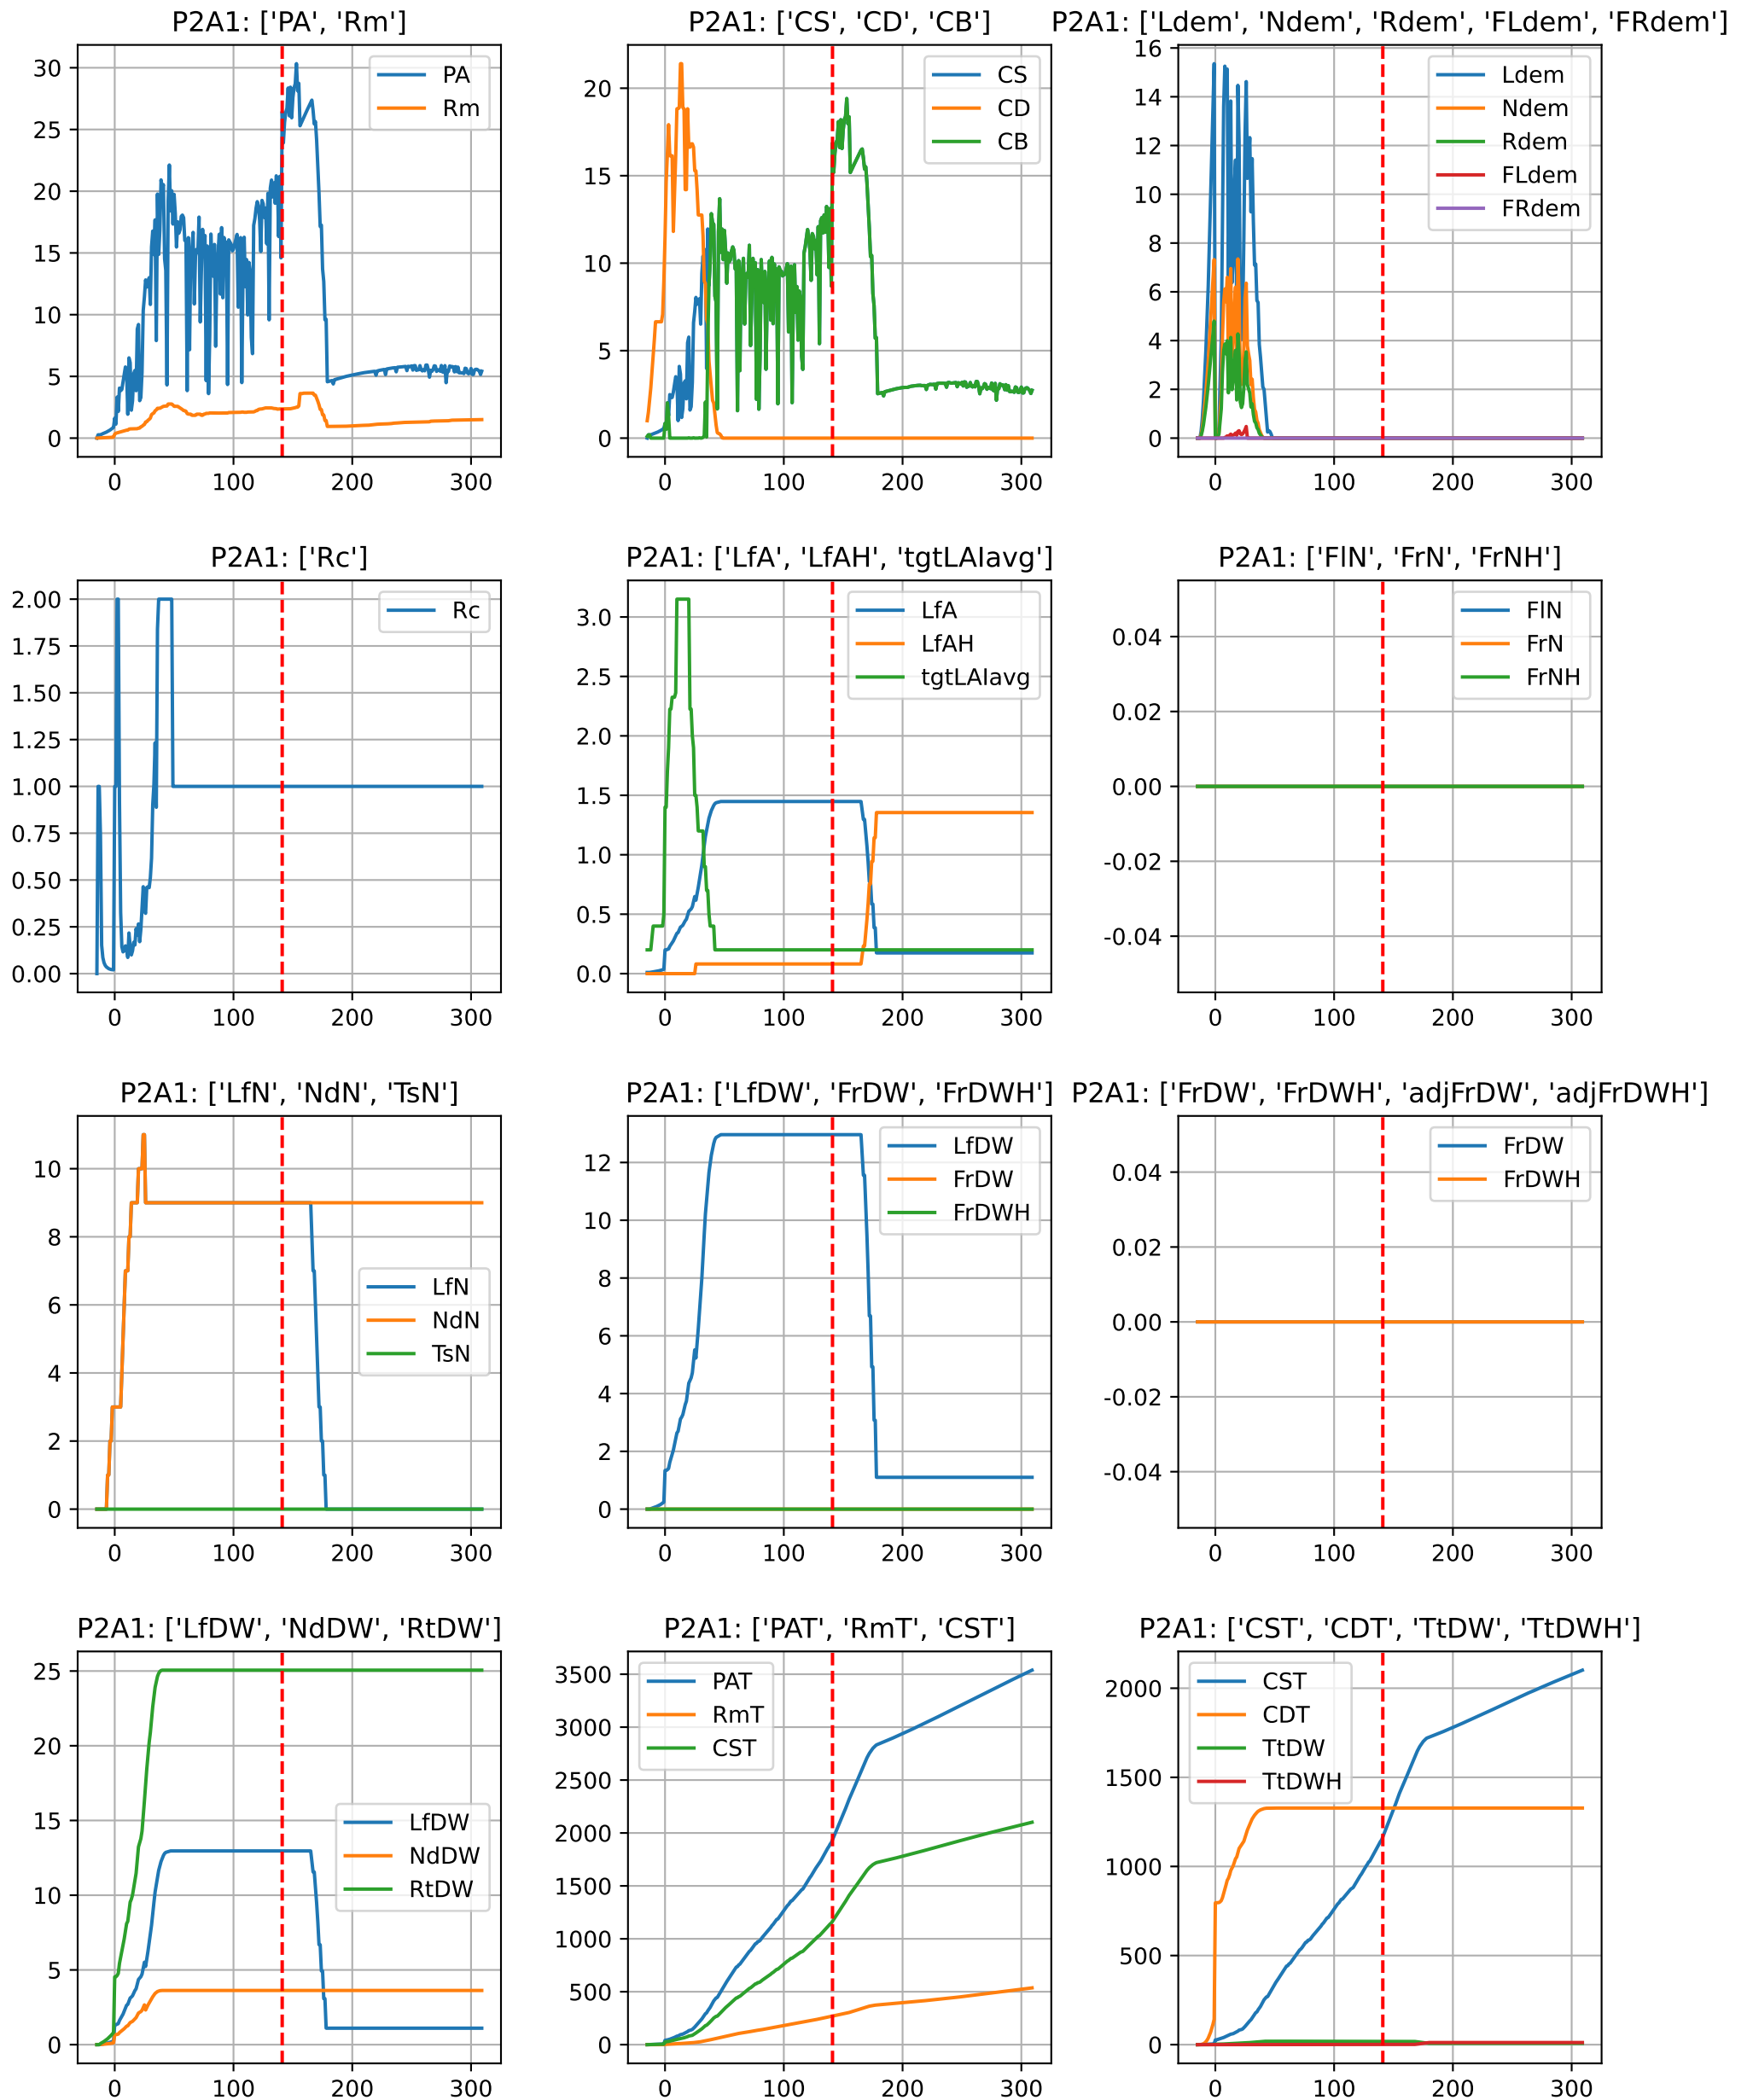 P2A1: ['PA', 'Rm']
30
25
20
15
10
5
0
0 100 200 300
PA
Rm
P2A1: ['CS', 'CD', 'CB']
20
15
10
5
0
0 100 200 300
CS
CD
CB
P2A1: ['Ldem', 'Ndem', 'Rdem', 'FLdem', 'FRdem']
16
14
12
10
8
6
4
2
0
0 100 200 300
Ldem
Ndem
Rdem
FLdem
FRdem
P2A1: ['Rc']
2.00
1.75
1.50
1.25
1.00
0.75
0.50
0.25
0.00
0 100 200 300
Rc
P2A1: ['LfA', 'LfAH', 'tgtLAIavg']
3.0
2.5
2.0
1.5
1.0
0.5
0.0
0 100 200 300
LfA
LfAH
tgtLAIavg
P2A1: ['FlN', 'FrN', 'FrNH']
0.04
0.02
0.00
-0.02
-0.04
0 100 200 300
FlN
FrN
FrNH
P2A1: ['LfN', 'NdN', 'TsN']
10
8
6
4
2
0
0 100 200 300
LfN
NdN
TsN
P2A1: ['LfDW', 'FrDW', 'FrDWH']
12
10
8
6
4
2
0
0 100 200 300
LfDW
FrDW
FrDWH
P2A1: ['FrDW', 'FrDWH', 'adjFrDW', 'adjFrDWH']
0.04
0.02
0.00
-0.02
-0.04
0 100 200 300
FrDW
FrDWH
P2A1: ['LfDW', 'NdDW', 'RtDW']
25
20
15
10
5
0
0 100 200 300
LfDW
NdDW
RtDW
P2A1: ['PAT', 'RmT', 'CST']
3500
3000
2500
2000
1500
1000
500
0
0 100 200 300
PAT
RmT
CST
P2A1: ['CST', 'CDT', 'TtDW', 'TtDWH']
2000
1500
1000
500
0
0 100 200 300
CST
CDT
TtDW
TtDWH